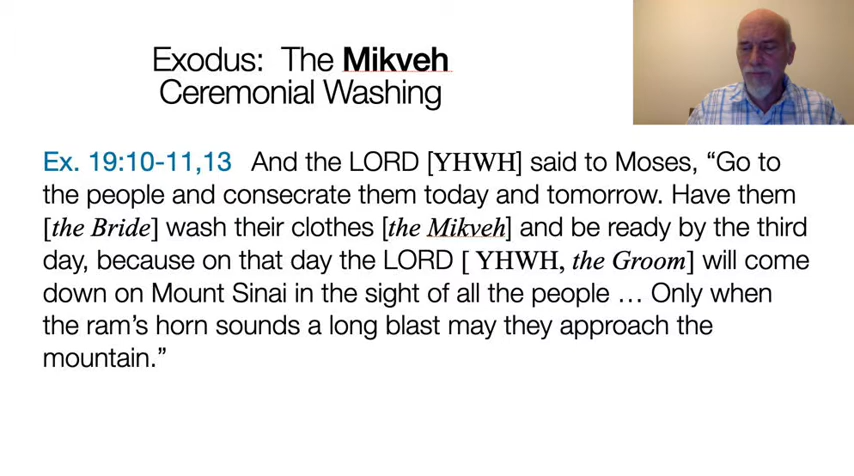 Exodus:  The Mikveh
Ceremonial Washing
Ex. 19:10-11,13   And the LORD [YHWH] said to Moses, “Go to
the people and consecrate them today and tomorrow. Have them
[the Bride] wash their clothes [the Mikveh] and be ready by the third
day, because on that day the LORD [ YHWH, the Groom] will come
down on Mount Sinai in the sight of all the people … Only when
the ram’s horn sounds a long blast may they approach the
mountain.”